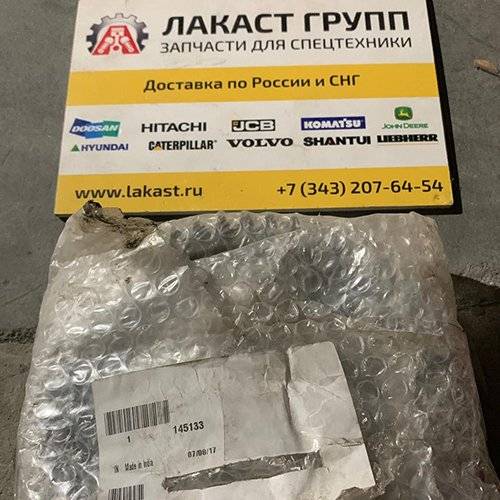 ЛАКАСТ ГРУПП
ЗАПЧАСТИ ДЛЯ СПЕЦТЕХНИКИ
Доставка по России и СНГ
DOOSAN HITACHI JCB KOMATSU JOHN DEERE
HYUNDAI CATERPILLAR VOLVO SHANTUI LIEBHERR
www.lakast.ru +7 (343) 207-64-54
1 145133
07/08/17
IN Made in India